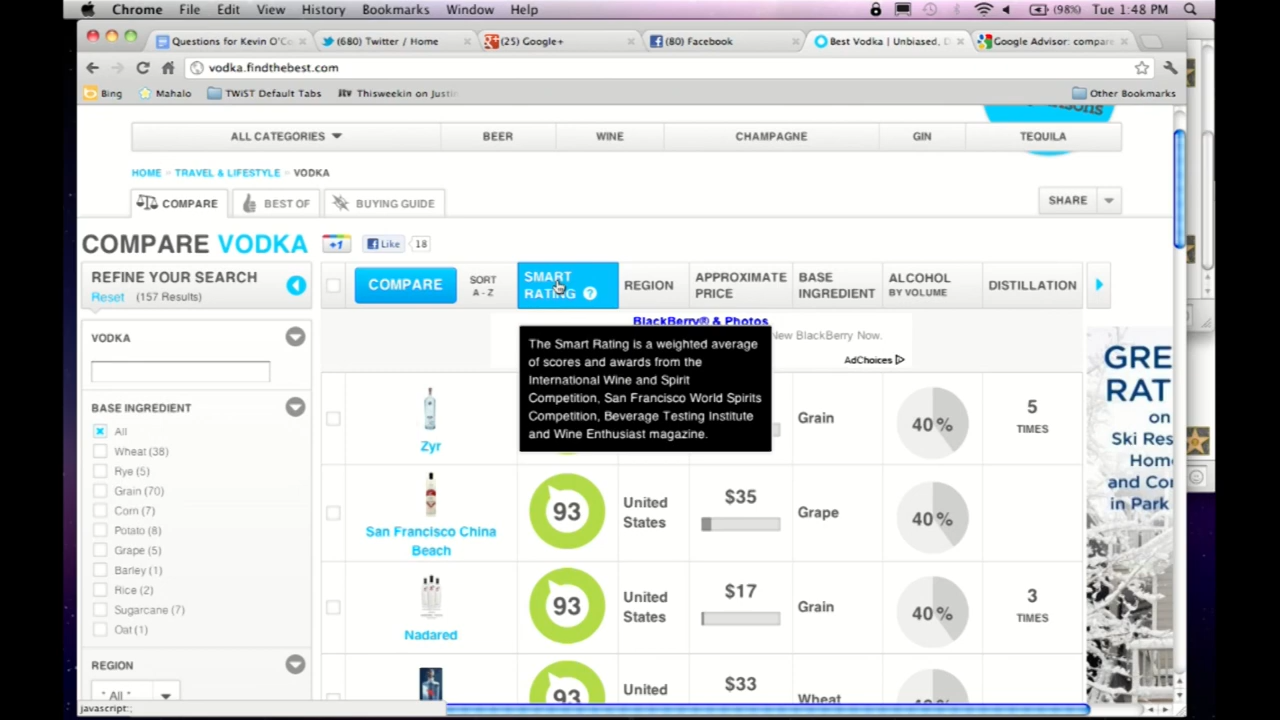 Chrome File Edit View History Bookmarks Window Help (98%) Tue 1:48 PM
Questions for Kevin O'C (680) Twitter / Home (25) Google+ (80) Facebook Best Vodka | Unbiased, D Google Advisor: compare
vodka.findthebest.com
Bing Mahalo TWiST Default Tabs Thisweekin on Justin Other Bookmarks
ALL CATEGORIES BEER WINE CHAMPAGNE GIN TEQUILA
HOME » TRAVEL & LIFESTYLE » VODKA
COMPARE BEST OF BUYING GUIDE SHARE
COMPARE VODKA +1 Like 18
REFINE YOUR SEARCH
Reset (157 Results)
COMPARE
SORT
A - Z
SMART
RATING ?
REGION
APPROXIMATE
PRICE
BASE
INGREDIENT
ALCOHOL
BY VOLUME
DISTILLATION
BlackBerry® & Photos
New BlackBerry Now.
AdChoices
The Smart Rating is a weighted average
of scores and awards from the
International Wine and Spirit
Competition, San Francisco World Spirits
Competition, Beverage Testing Institute
and Wine Enthusiast magazine.
VODKA
BASE INGREDIENT
All
Wheat (38)
Rye (5)
Grain (70)
Corn (7)
Potato (8)
Grape (5)
Barley (1)
Rice (2)
Sugarcane (7)
Oat (1)
REGION
* All *
Zyr
Grain
40%
5
TIMES
San Francisco China
Beach
93
United
States
$35
Grape
40%
Nadared
93
United
States
$17
Grain
40%
3
TIMES
93
United
$33
Wheat
GRE
RAT
on
Ski Res
Hom
and Co
in Park
javascript:;